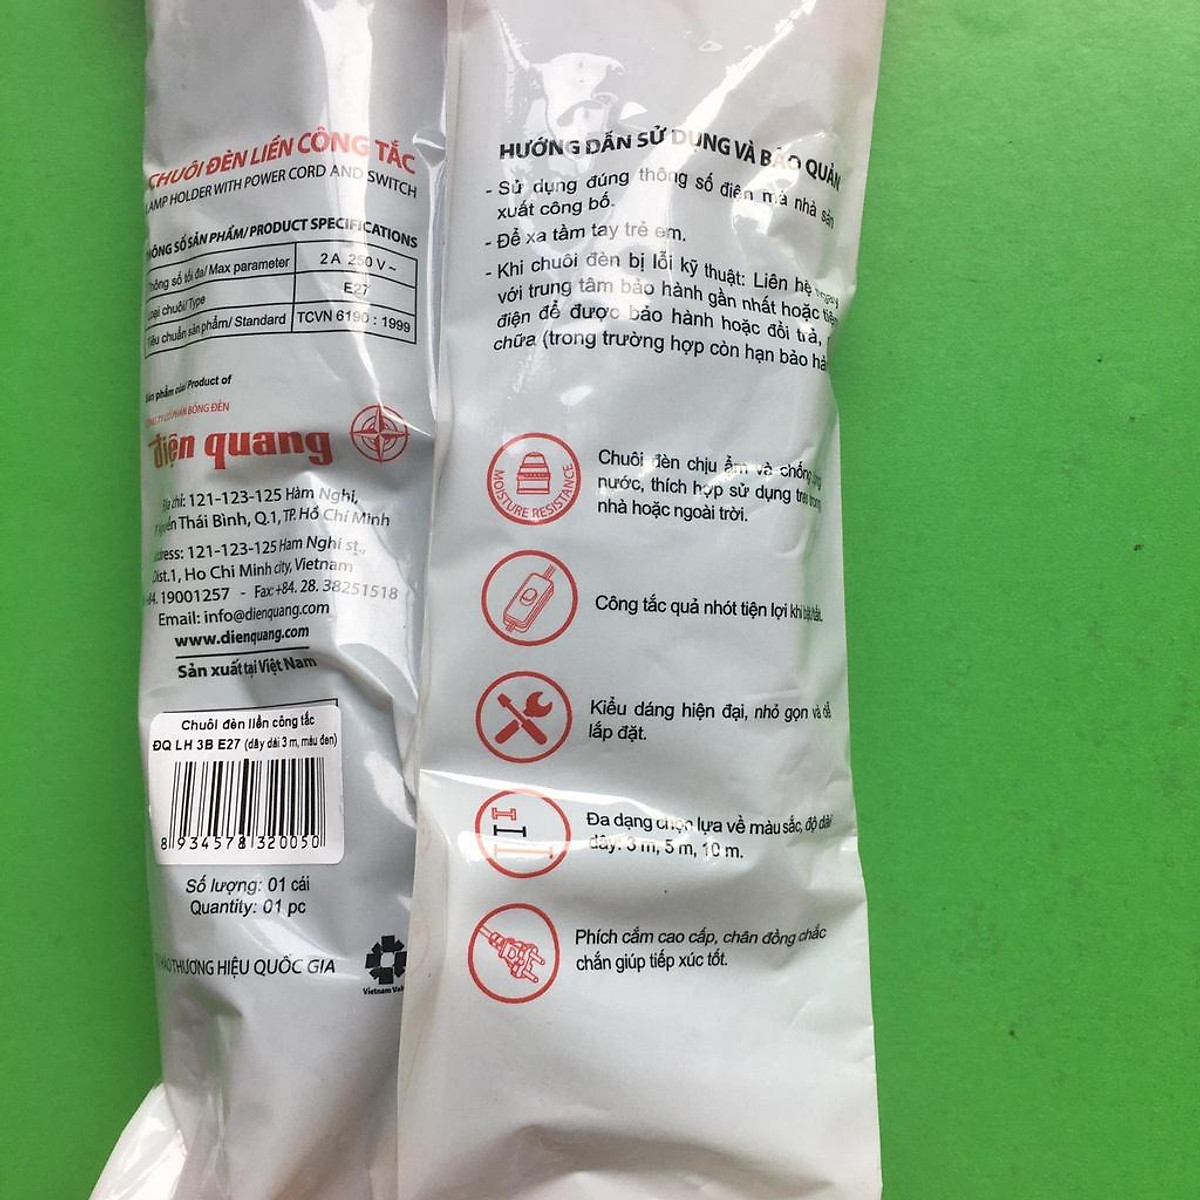 CHUÔI ĐÈN LIỀN CÔNG TẮC
LAMP HOLDER WITH POWER CORD AND SWITCH
THÔNG SỐ SẢN PHẨM/ PRODUCT SPECIFICATIONS
Thông số tối đa/ Max parameter 2 A 250 V ~
Loại chuôi/ Type E27
Tiêu chuẩn sản phẩm/ Standard TCVN 6190 : 1999
Sản phẩm của/ Product of
CÔNG TY CỔ PHẦN BÓNG ĐÈN
điện quang
Địa chỉ: 121-123-125 Hàm Nghi,
Thái Bình, Q.1, TP. Hồ Chí Minh
Address: 121-123-125 Ham Nghi st.,
Dist.1, Ho Chi Minh city, Vietnam
19001257 - Fax:+84. 28. 38251518
Email: info@dienquang.com
www.dienquang.com
Sản xuất tại Việt Nam
Chuôi đèn liền công tắc
ĐQ LH 3B E27 (dây dài 3 m, màu đen)
8 934578 320050
Số lượng: 01 cái
Quantity: 01 pc
THƯƠNG HIỆU QUỐC GIA
Vietnam
HƯỚNG DẪN SỬ DỤNG VÀ BẢO QUẢN
- Sử dụng đúng thông số điện mà nhà sản
xuất công bố.
- Để xa tầm tay trẻ em.
- Khi chuôi đèn bị lỗi kỹ thuật: Liên hệ ngay
với trung tâm bảo hành gần nhất hoặc
điện để được bảo hành hoặc đổi trả,
chữa (trong trường hợp còn hạn bảo
MOISTURE RESISTANCE
Chuôi đèn chịu ẩm và chống
nước, thích hợp sử dụng
nhà hoặc ngoài trời.
Công tắc quả nhót tiện lợi khi bật tắt.
Kiểu dáng hiện đại, nhỏ gọn và dễ
lắp đặt.
Đa dạng chọn lựa về màu sắc, độ dài
dây: 3 m, 5 m, 10 m.
Phích cắm cao cấp, chân đồng chắc
chắn giúp tiếp xúc tốt.